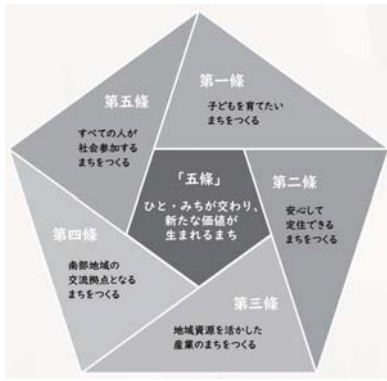 第一條
子どもを育てたい
まちをつくる
第二條
安心して
定住できる
まちをつくる
第三條
地域資源を活かした
産業のまちをつくる
第四條
南部地域の
交流拠点となる
まちをつくる
第五條
すべての人が
社会参加する
まちをつくる
「五條」
ひと・みちが交わり、
新たな価値が
生まれるまち